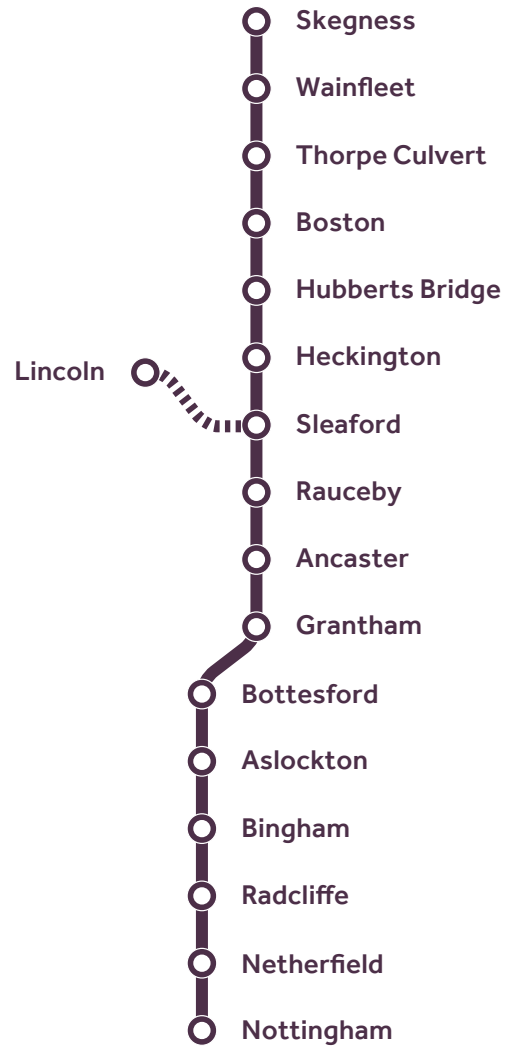 Skegness
Wainfleet
Thorpe Culvert
Boston
Hubberts Bridge
Heckington
Lincoln
Sleaford
Rauceby
Ancaster
Grantham
Bottesford
Aslockton
Bingham
Radcliffe
Netherfield
Nottingham